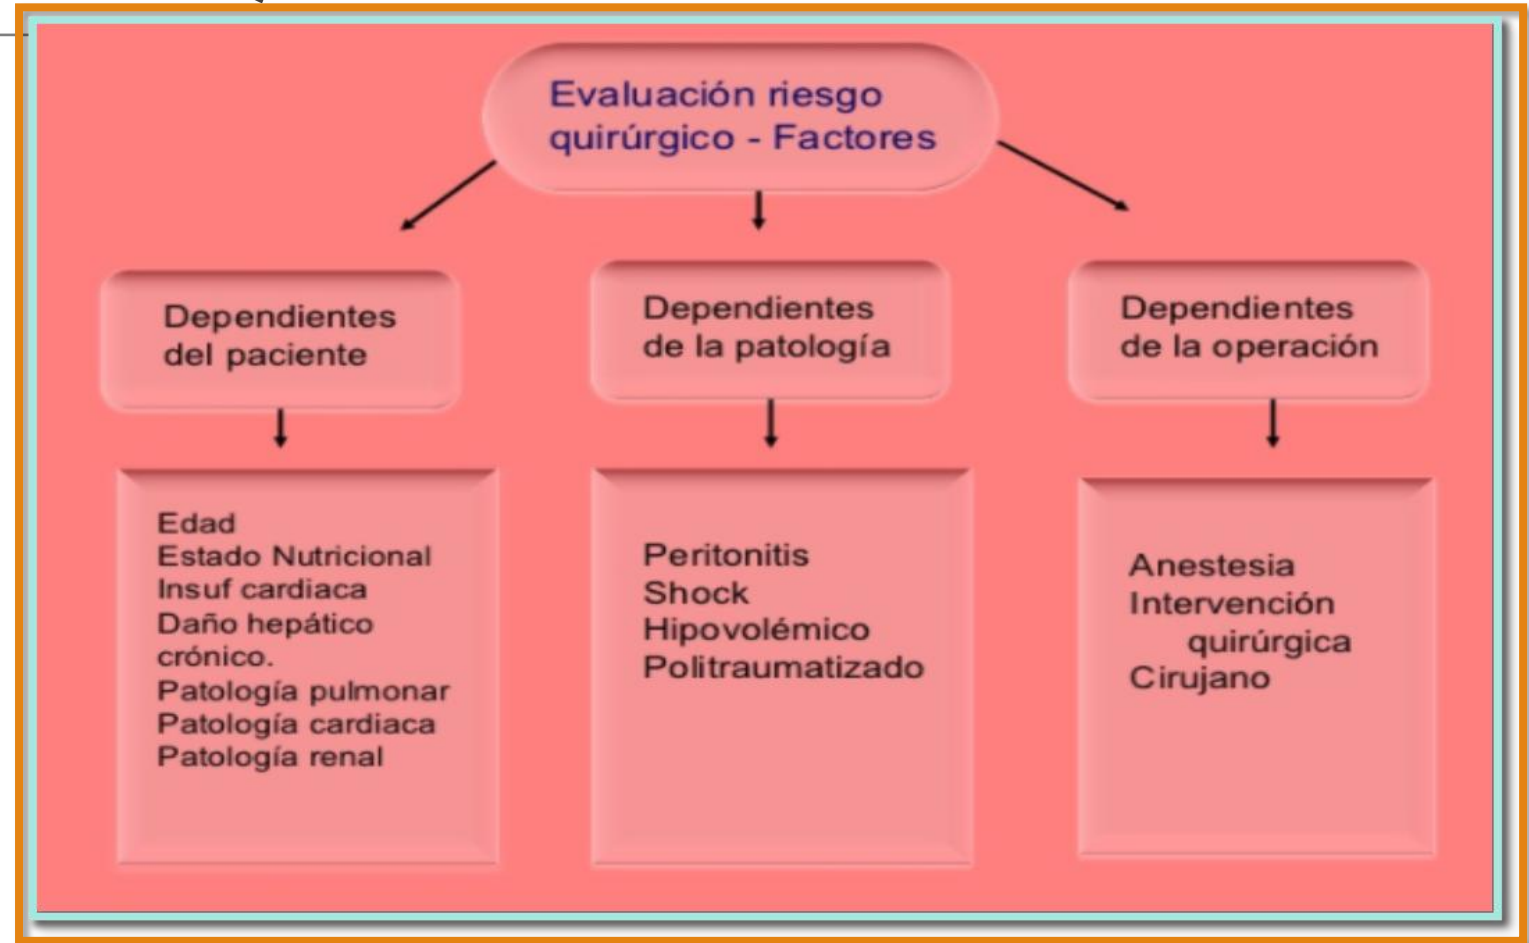 Evaluación riesgo
quirúrgico - Factores
Dependientes
del paciente
Dependientes
de la patología
Dependientes
de la operación
Edad
Estado Nutricional
Insuf cardiaca
Daño hepático
crónico.
Patología pulmonar
Patología cardiaca
Patología renal
Peritonitis
Shock
Hipovolémico
Politraumatizado
Anestesia
Intervención
quirúrgica
Cirujano